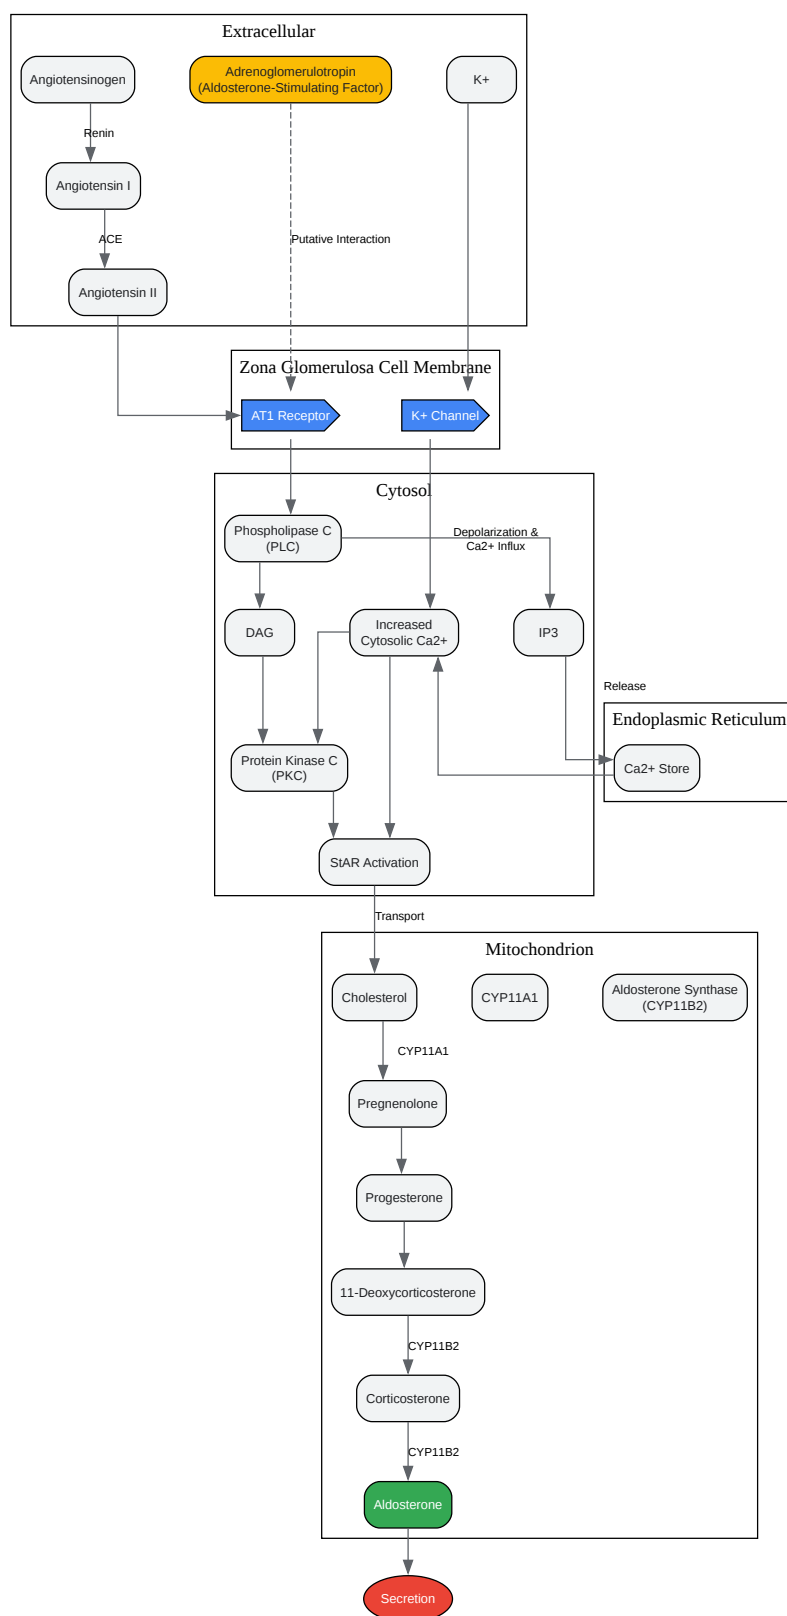 Extracellular
Angiotensinogen
Adrenoglomerulotropin
(Aldosterone-Stimulating Factor)
K+
Renin
Angiotensin I
ACE
Putative Interaction
Angiotensin II
Zona Glomerulosa Cell Membrane
AT1 Receptor
K+ Channel
Cytosol
Phospholipase C
(PLC)
Depolarization &
Ca2+ Influx
DAG
Increased
Cytosolic Ca2+
IP3
Release
Endoplasmic Reticulum
Protein Kinase C
(PKC)
Ca2+ Store
StAR Activation
Transport
Mitochondrion
Cholesterol
CYP11A1
Aldosterone Synthase
(CYP11B2)
CYP11A1
Pregnenolone
Progesterone
11-Deoxycorticosterone
CYP11B2
Corticosterone
CYP11B2
Aldosterone
Secretion